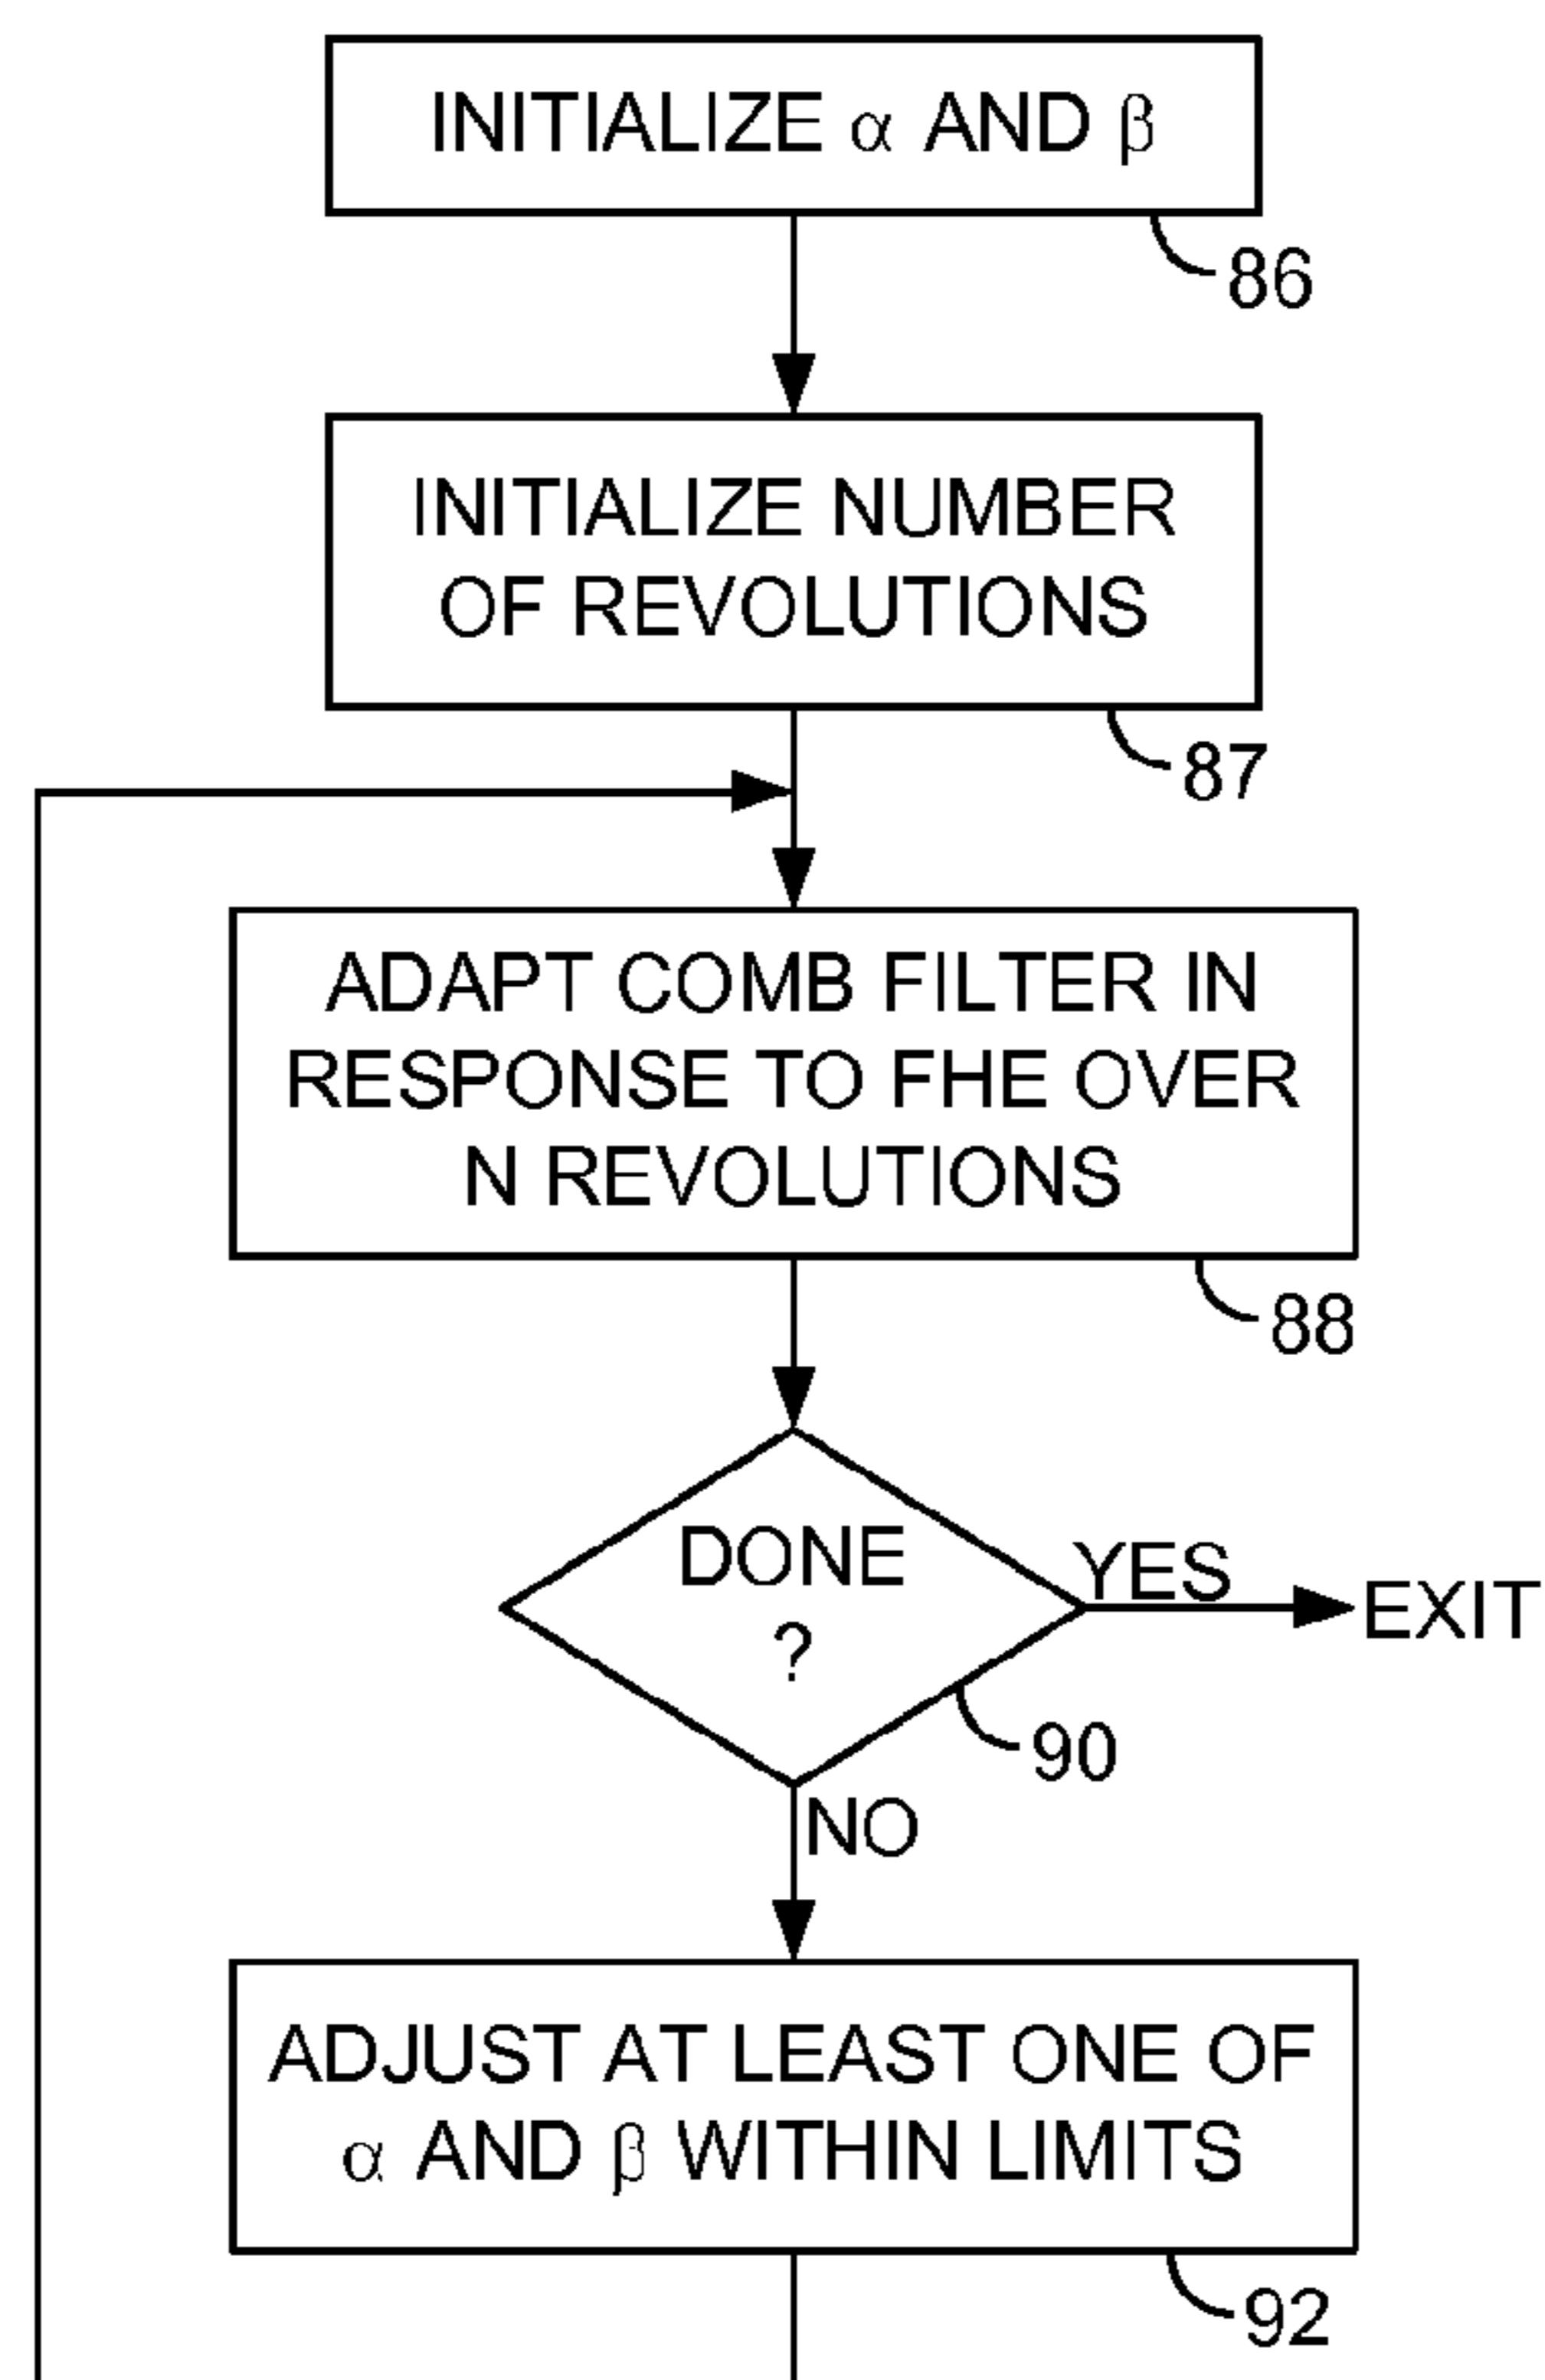 INITIALIZE α AND β
86
INITIALIZE NUMBER
OF REVOLUTIONS
87
ADAPT COMB FILTER IN
RESPONSE TO FHE OVER
N REVOLUTIONS
88
DONE
?
YES
EXIT
90
NO
ADJUST AT LEAST ONE OF
α AND β WITHIN LIMITS
92